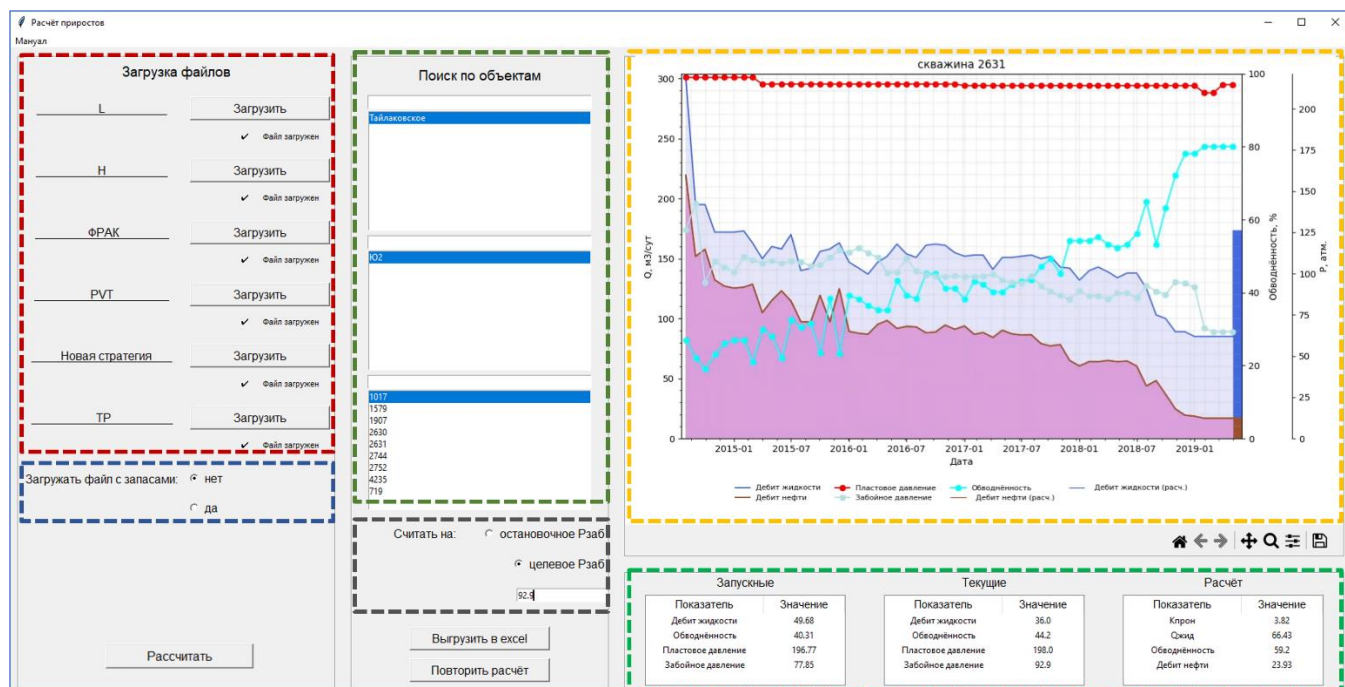 Расчёт приростов
Мануал
Загрузка файлов
L
Загрузить
✔ Файл загружен
Н
Загрузить
✔ Файл загружен
ФРАК
Загрузить
✔ Файл загружен
PVT
Загрузить
✔ Файл загружен
Новая стратегия
Загрузить
✔ Файл загружен
ТР
Загрузить
✔ Файл загружен
Загружать файл с запасами: нет
да
Рассчитать
Поиск по объектам
Тайлаковское
Ю2
1017
1579
1907
2630
2631
2744
2752
4235
719
Считать на: остановочное Рзаб
целевое Рзаб
92.9
Выгрузить в excel
Повторить расчёт
скважина 2631
300
250
200
150
100
50
0
Q, м3/сут
100
80
60
40
20
0
Обводнённость, %
200
175
150
125
100
75
50
25
0
Р, атм.
2015-01 2015-07 2016-01 2016-07 2017-01 2017-07 2018-01 2018-07 2019-01
Дата
Дебит жидкости Пластовое давление Обводнённость Дебит жидкости (расч.)
Дебит нефти Забойное давление Дебит нефти (расч.)
Запускные
Показатель Значение
Дебит жидкости 49.68
Обводнённость 40.31
Пластовое давление 196.77
Забойное давление 77.85
Текущие
Показатель Значение
Дебит жидкости 36.0
Обводнённость 44.2
Пластовое давление 198.0
Забойное давление 92.9
Расчёт
Показатель Значение
Кпрон 3.82
Qжид 66.43
Обводнённость 59.2
Дебит нефти 23.93